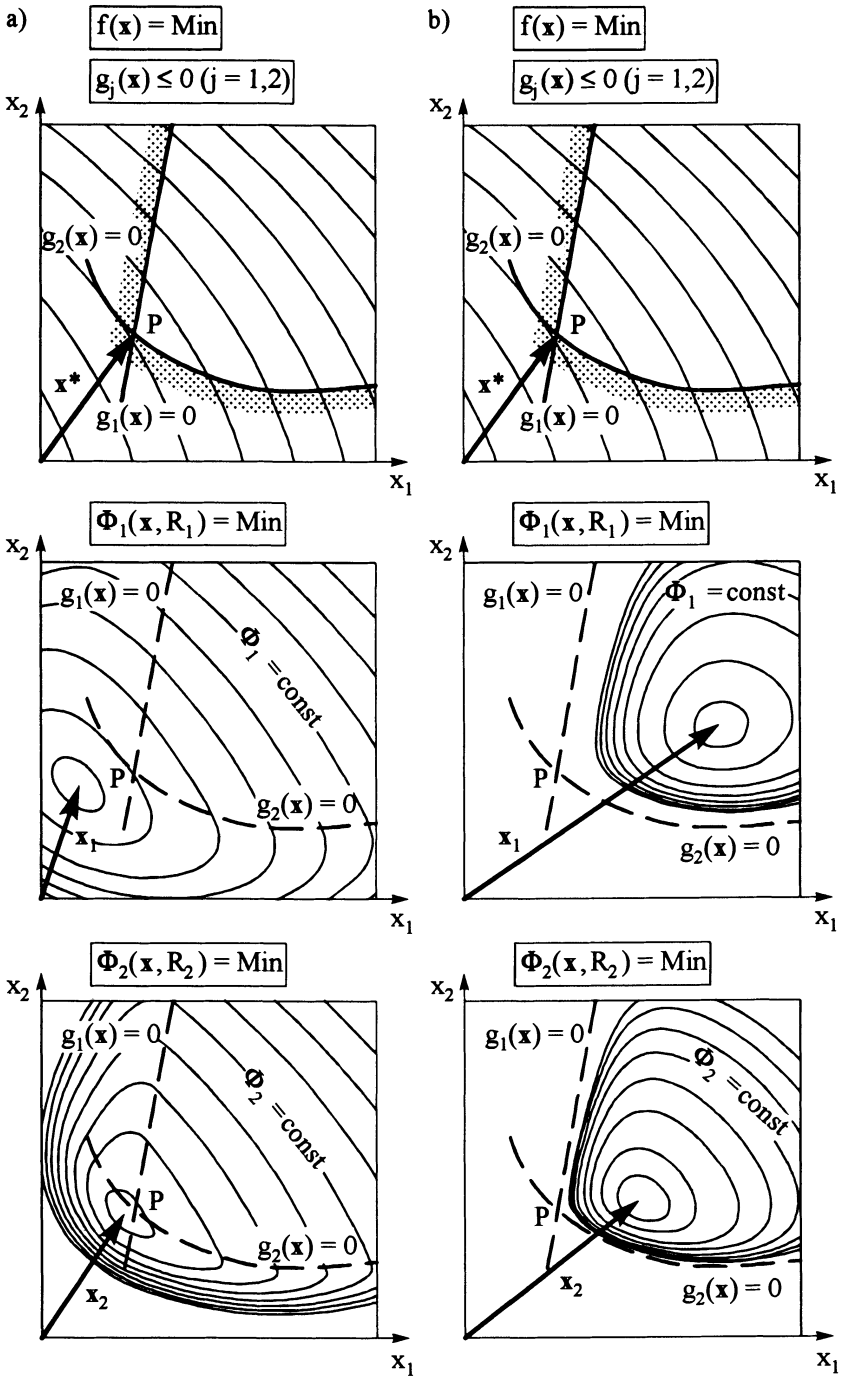 a)
f(x) = Min
gj(x) ≤ 0 (j = 1,2)
x2
g2(x) = 0
P
x*
g1(x) = 0
x1
b)
f(x) = Min
gj(x) ≤ 0 (j = 1,2)
x2
g2(x) = 0
P
x*
g1(x) = 0
x1
Φ1(x, R1) = Min
x2
g1(x) = 0
Φ1 = const
P
g2(x) = 0
x1
x1
Φ1(x, R1) = Min
x2
g1(x) = 0
Φ1 = const
P
x1
g2(x) = 0
x1
Φ2(x, R2) = Min
x2
g1(x) = 0
Φ2 = const
P
g2(x) = 0
x2
x1
Φ2(x, R2) = Min
x2
g1(x) = 0
Φ2 = const
P
x2
g2(x) = 0
x1